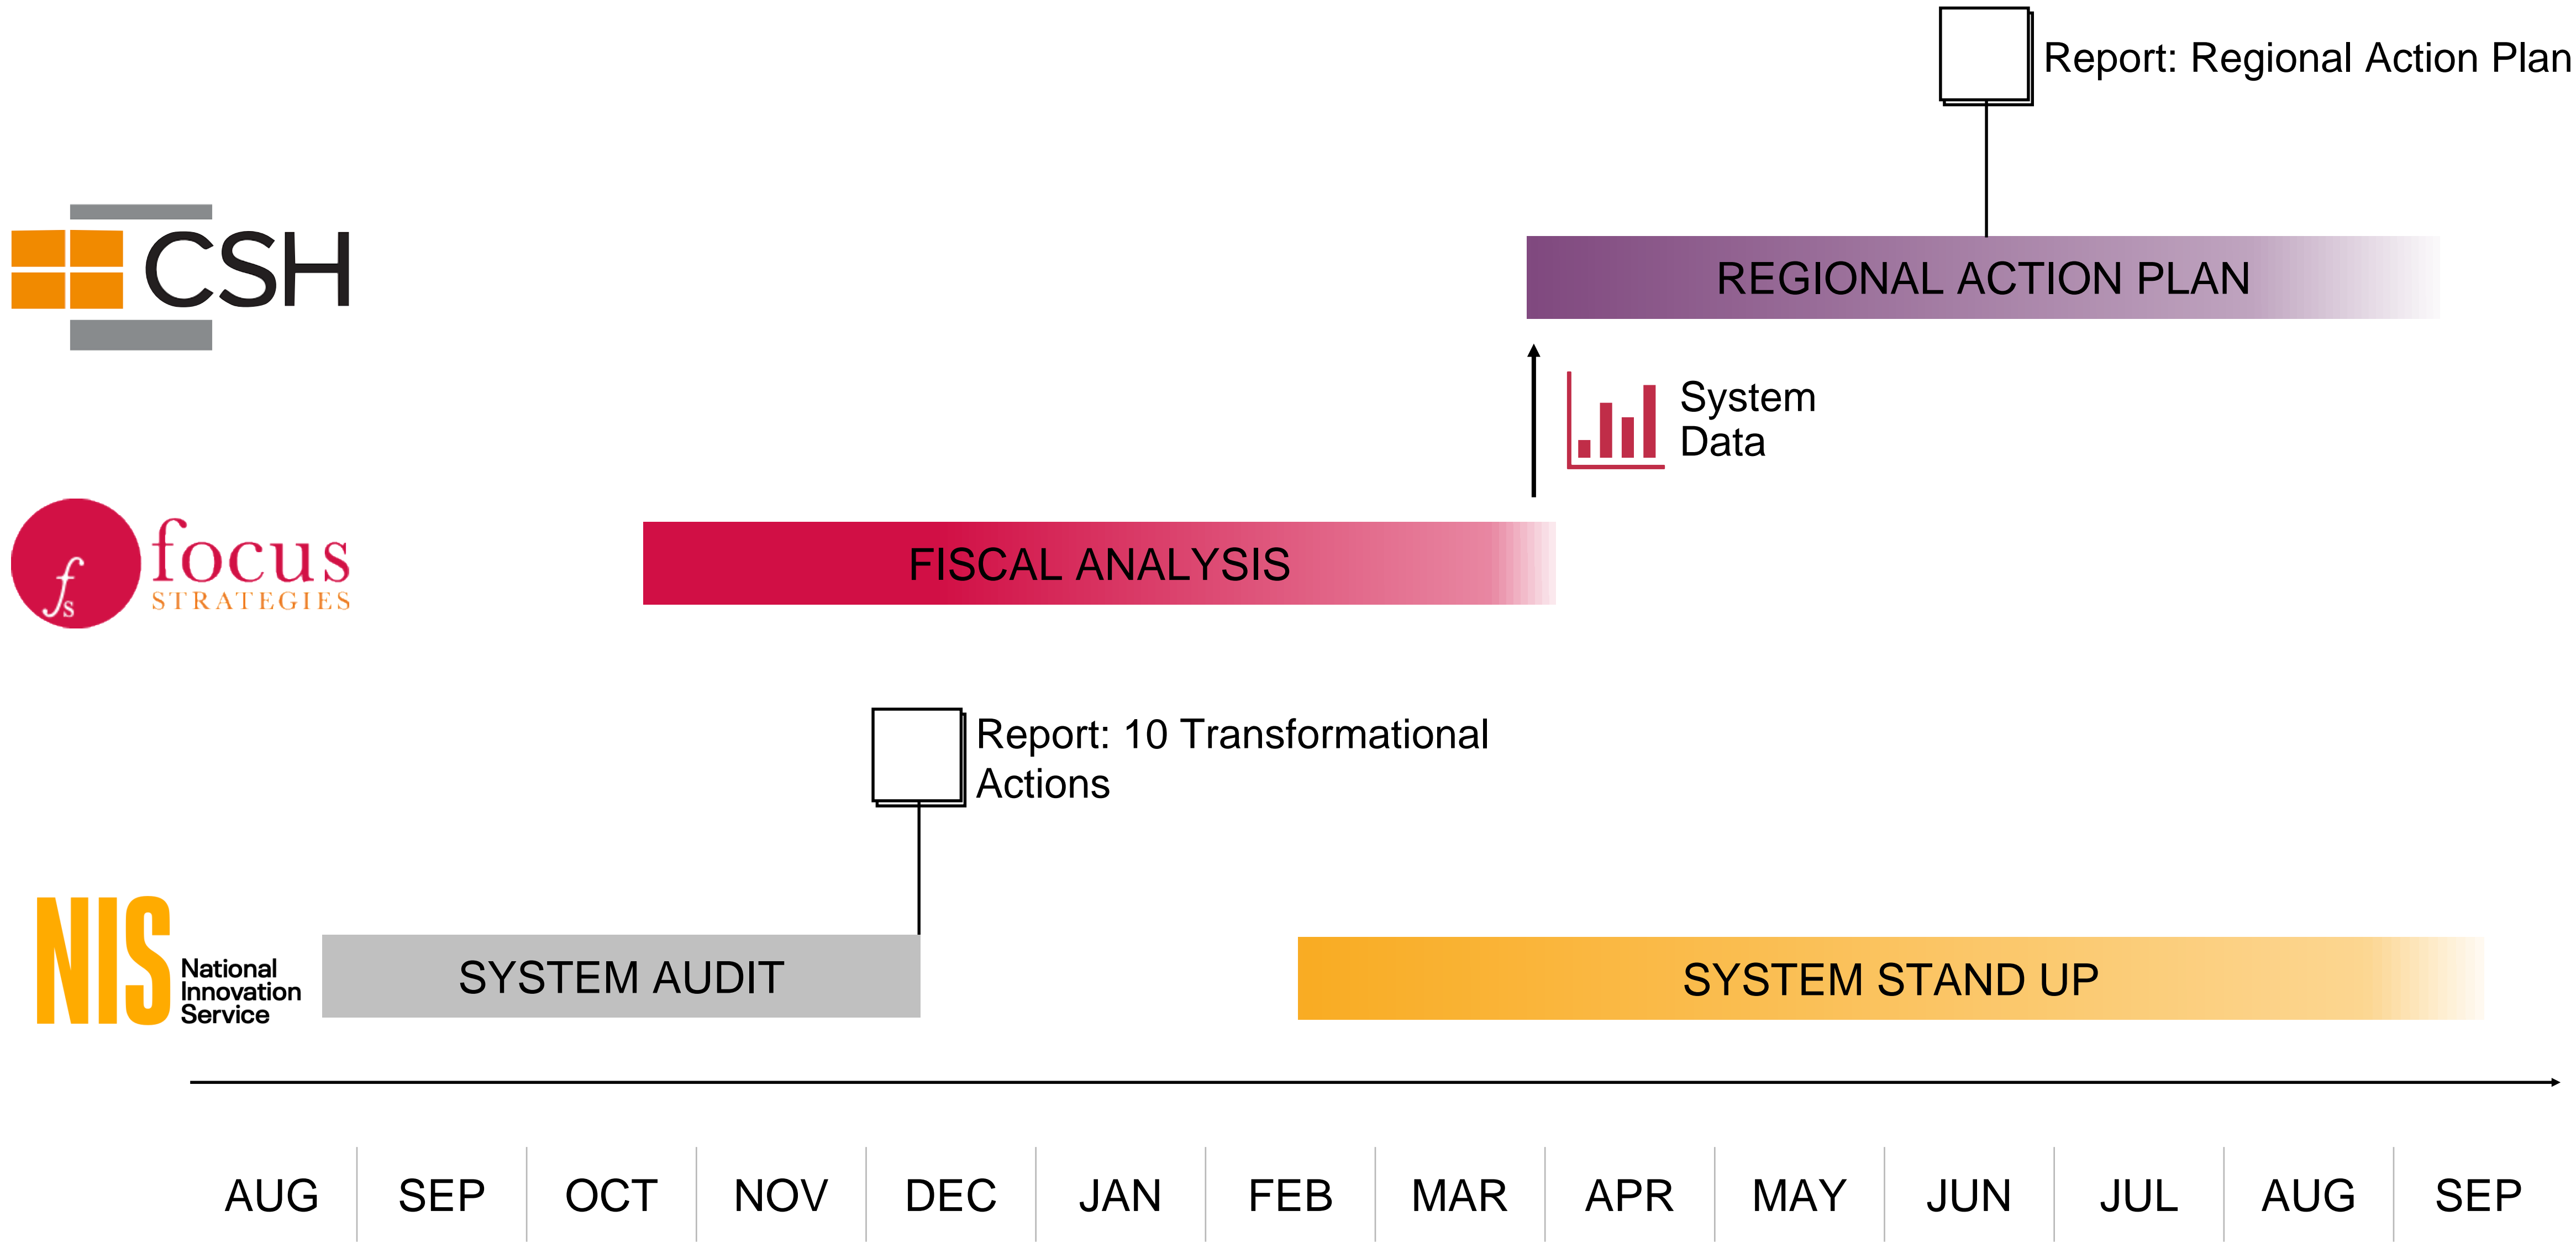 Report: Regional Action Plan
CSH
REGIONAL ACTION PLAN
System
Data
focus
fs
STRATEGIES
FISCAL ANALYSIS
Report: 10 Transformational
Actions
NIS
National
Innovation
Service
SYSTEM AUDIT
SYSTEM STAND UP
AUG SEP OCT NOV DEC JAN FEB MAR APR MAY JUN JUL AUG SEP